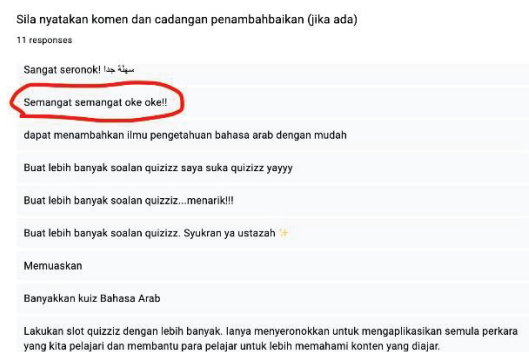 Sila nyatakan komen dan cadangan penambahbaikan (jika ada)
11 responses
Sangat seronok! سهلة جدا
Semangat semangat oke oke!!
dapat menambahkan ilmu pengetahuan bahasa arab dengan mudah
Buat lebih banyak soalan quizizz saya suka quizizz yayyy
Buat lebih banyak soalan quizziz...menarik!!!
Buat lebih banyak soalan quizizz. Syukran ya ustazah ✨
Memuaskan
Banyakkan kuiz Bahasa Arab
Lakukan slot quizziz dengan lebih banyak. Ianya menyeronokkan untuk mengaplikasikan semula perkara
yang kita pelajari dan membantu para pelajar untuk lebih memahami konten yang diajar.